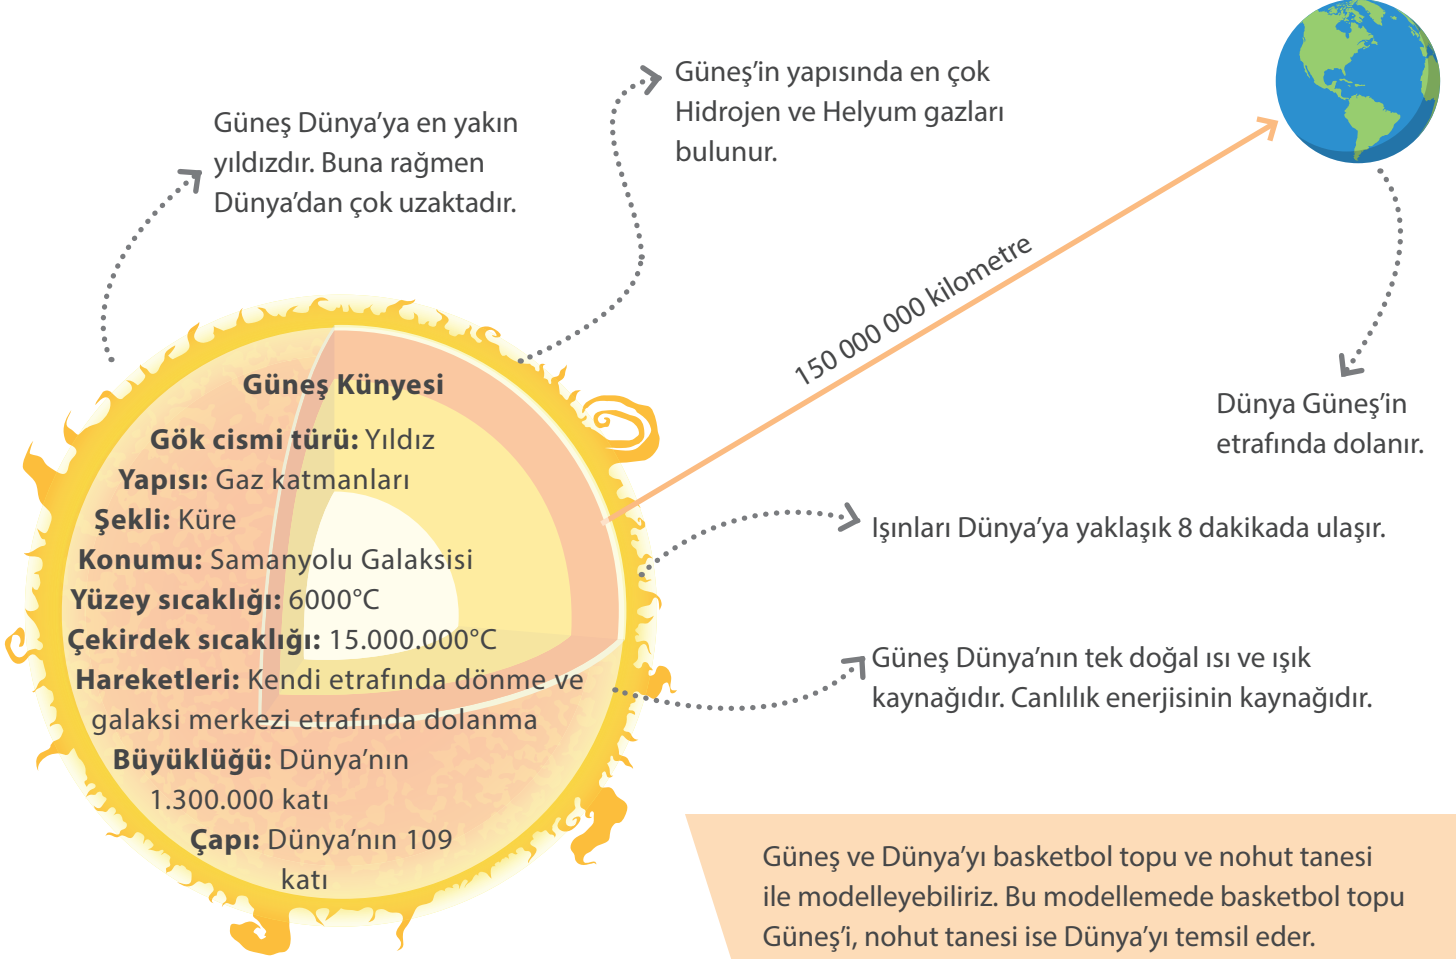 Güneş Dünya'ya en yakın
yıldızdır. Buna rağmen
Dünya'dan çok uzaktadır.
Güneş'in yapısında en çok
Hidrojen ve Helyum gazları
bulunur.
150 000 000 kilometre
Dünya Güneş'in
etrafında dolanır.
Güneş Künyesi
Gök cismi türü: Yıldız
Yapısı: Gaz katmanları
Şekli: Küre
Konumu: Samanyolu Galaksisi
Yüzey sıcaklığı: 6000°C
Çekirdek sıcaklığı: 15.000.000°C
Hareketleri: Kendi etrafında dönme ve
galaksi merkezi etrafında dolanma
Büyüklüğü: Dünya'nın
1.300.000 katı
Çapı: Dünya'nın 109
katı
Işınları Dünya'ya yaklaşık 8 dakikada ulaşır.
Güneş Dünya'nın tek doğal ısı ve ışık
kaynağıdır. Canlılık enerjisinin kaynağıdır.
Güneş ve Dünya'yı basketbol topu ve nohut tanesi
ile modelleyebiliriz. Bu modellemede basketbol topu
Güneş'i, nohut tanesi ise Dünya'yı temsil eder.